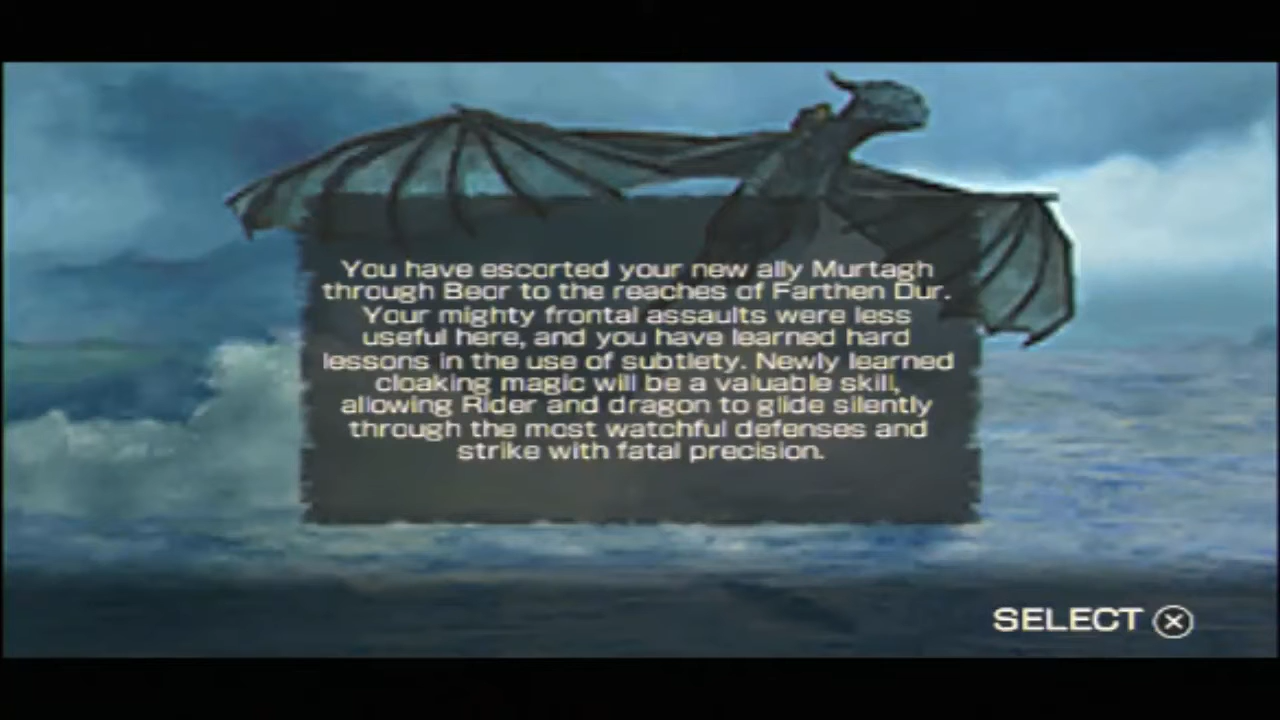 You have escorted your new ally Murtagh
through Beor to the reaches of Farthen Dur.
Your mighty frontal assaults were less
useful here, and you have learned hard
lessons in the use of subtlety. Newly learned
cloaking magic will be a valuable skill,
allowing Rider and dragon to glide silently
through the most watchful defenses and
strike with fatal precision.
SELECT ⓧ